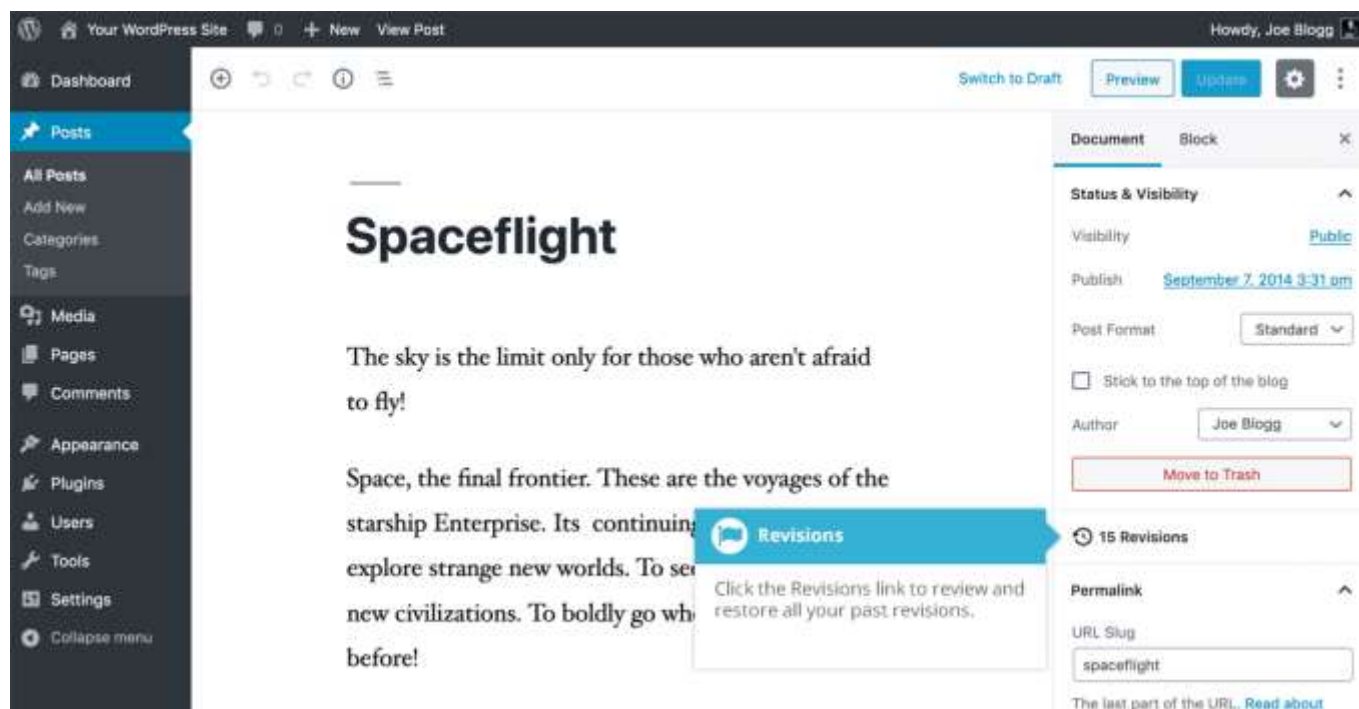 Your WordPress Site 0 + New View Post Howdy, Joe Blogg
Dashboard
Posts
All Posts
Add New
Categories
Tags
Media
Pages
Comments
Appearance
Plugins
Users
Tools
Settings
Collapse menu
Switch to Draft Preview Update
Spaceflight
The sky is the limit only for those who aren't afraid
to fly!
Space, the final frontier. These are the voyages of the
starship Enterprise. Its continuing
explore strange new worlds. To
new civilizations. To boldly go
before!
Revisions
Click the Revisions link to review and
restore all your past revisions.
Document Block
Status & Visibility
Visibility Public
Publish September 7, 2014 3:31 pm
Post Format Standard
Stick to the top of the blog
Author Joe Blogg
Move to Trash
15 Revisions
Permalink
URL Slug
spaceflight
The last part of the URL. Read about